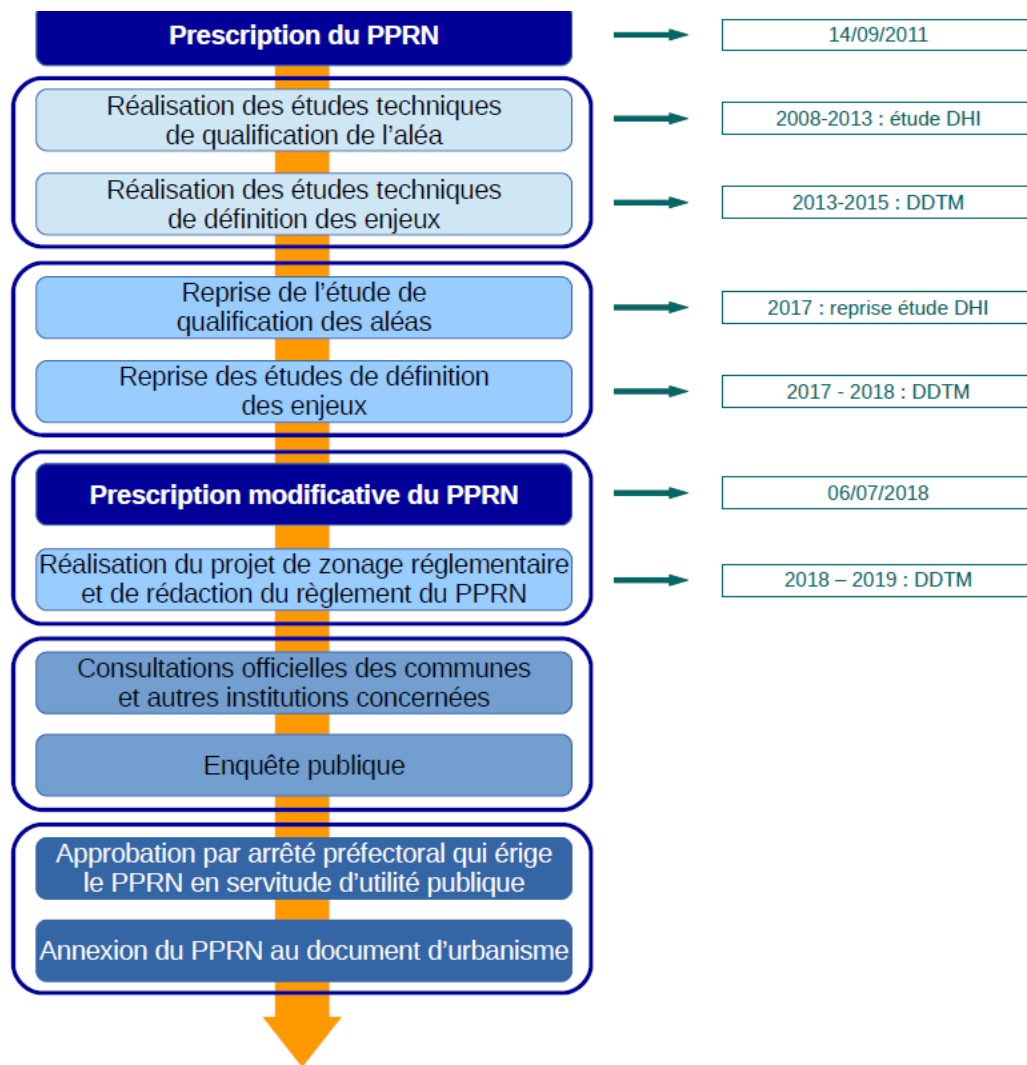 Prescription du PPRN
14/09/2011
Réalisation des études techniques
de qualification de l'aléa
2008-2013 : étude DHI
Réalisation des études techniques
de définition des enjeux
2013-2015 : DDTM
Reprise de l'étude de
qualification des aléas
2017 : reprise étude DHI
Reprise des études de définition
des enjeux
2017 - 2018 : DDTM
Prescription modificative du PPRN
06/07/2018
Réalisation du projet de zonage réglementaire
et de rédaction du règlement du PPRN
2018 – 2019 : DDTM
Consultations officielles des communes
et autres institutions concernées
Enquête publique
Approbation par arrêté préfectoral qui érige
le PPRN en servitude d'utilité publique
Annexion du PPRN au document d'urbanisme